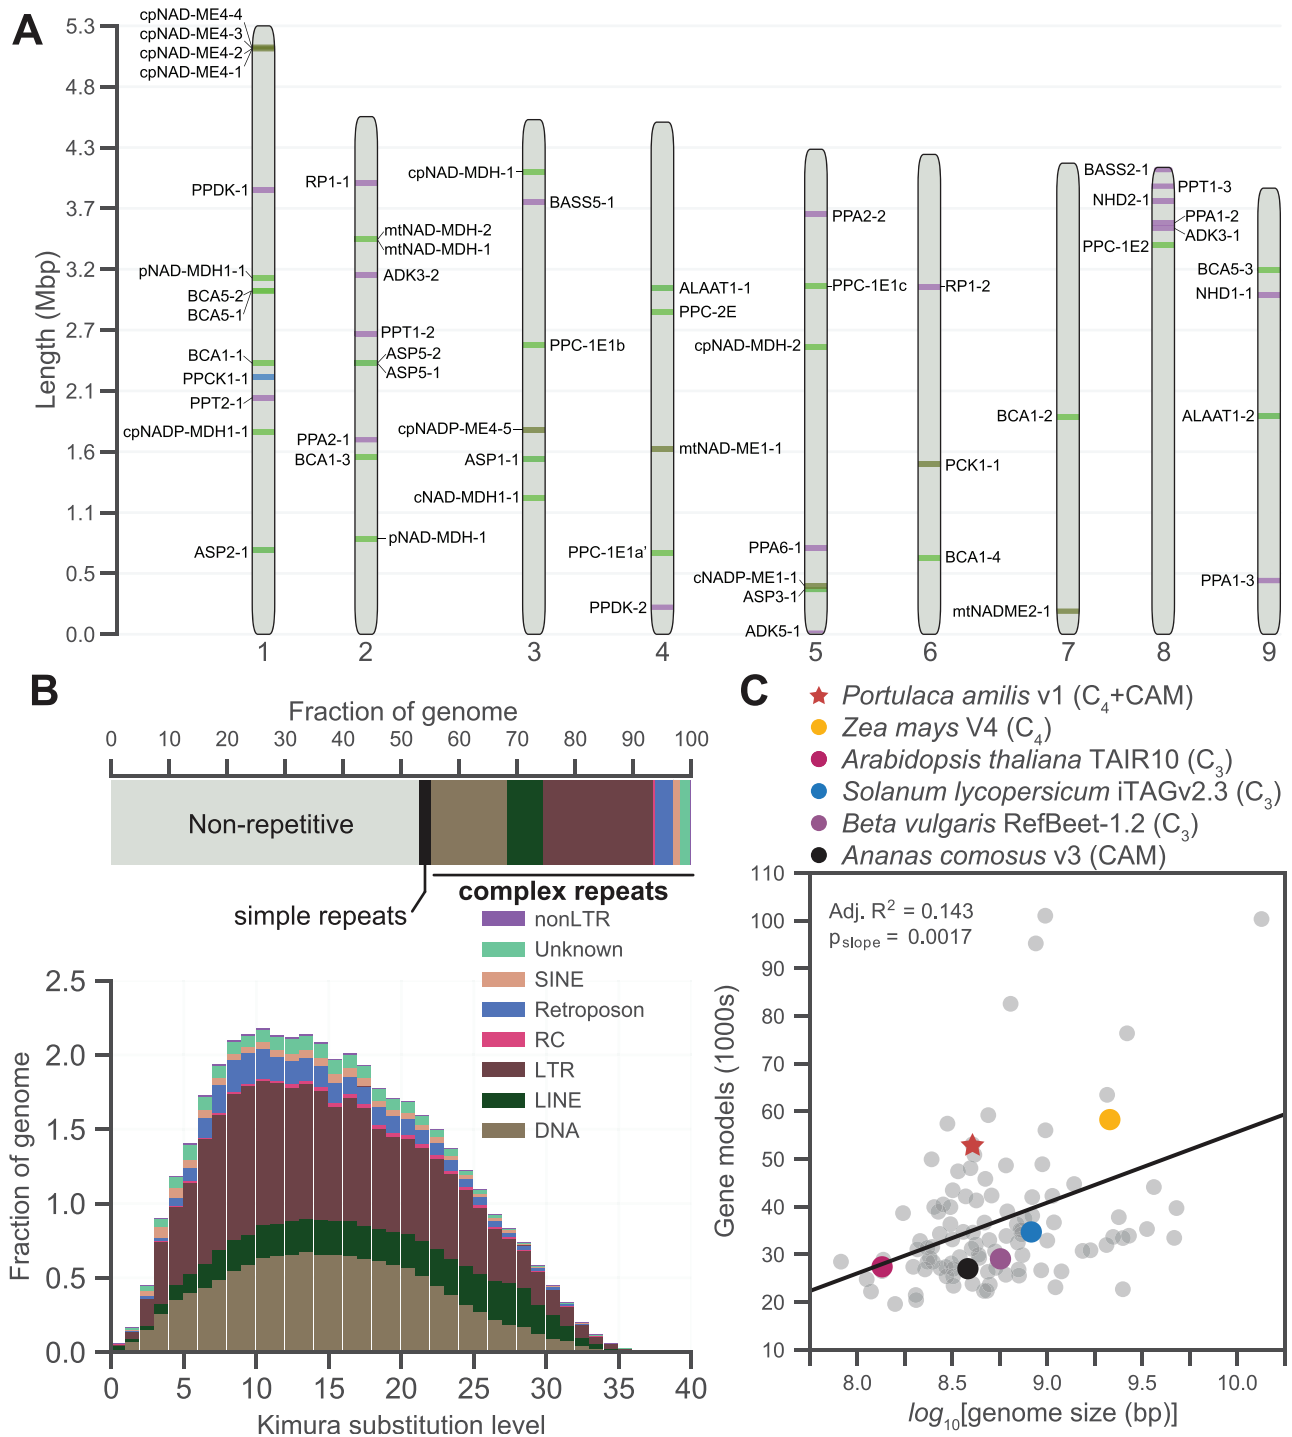 A
Length (Mbp)
5.3
4.8
4.3
3.7
3.2
2.7
2.1
1.6
1.1
0.5
0.0
cpNAD-ME4-4
cpNAD-ME4-3
cpNAD-ME4-2
cpNAD-ME4-1
PPDK-1
pNAD-MDH1-1
BCA5-2
BCA5-1
BCA1-1
PPCK1-1
PPT2-1
cpNADP-MDH1-1
ASP2-1
1
RP1-1
mtNAD-MDH-2
mtNAD-MDH-1
ADK3-2
PPT1-2
ASP5-2
ASP5-1
PPA2-1
BCA1-3
pNAD-MDH-1
2
cpNAD-MDH-1
BASS5-1
PPC-1E1b
cpNADP-ME4-5
ASP1-1
cNAD-MDH1-1
3
ALAAT1-1
PPC-2E
mtNAD-ME1-1
PPC-1E1a'
PPDK-2
4
PPA2-2
PPC-1E1c
cpNAD-MDH-2
PPA6-1
cNADP-ME1-1
ASP3-1
ADK5-1
5
RP1-2
PCK1-1
BCA1-4
6
BCA1-2
mtNADME2-1
7
BASS2-1
PPT1-3
NHD2-1
PPA1-2
ADK3-1
PPC-1E2
8
BCA5-3
NHD1-1
ALAAT1-2
PPA1-3
9
B
Fraction of genome
0 10 20 30 40 50 60 70 80 90 100
Non-repetitive
simple repeats
complex repeats
nonLTR
Unknown
SINE
Retroposon
RC
LTR
LINE
DNA
Fraction of genome
2.5
2.0
1.5
1.0
0.5
0.0
0 5 10 15 20 25 30 35 40
Kimura substitution level
C
Portulaca amilis v1 (C4+CAM)
Zea mays V4 (C4)
Arabidopsis thaliana TAIR10 (C3)
Solanum lycopersicum iTAGv2.3 (C3)
Beta vulgaris RefBeet-1.2 (C3)
Ananas comosus v3 (CAM)
Adj. R2 = 0.143
pslope = 0.0017
Gene models (1000s)
110
100
90
80
70
60
50
40
30
20
10
8.0 8.5 9.0 9.5 10.0
log10[genome size (bp)]